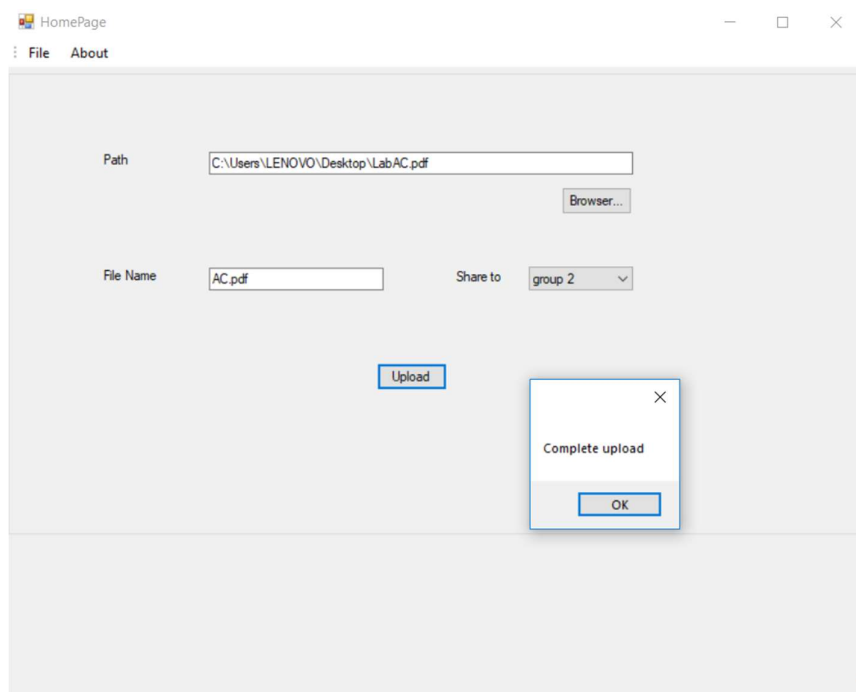 HomePage
File About
Path C:\Users\LENOVO\Desktop\LabAC.pdf
Browser...
File Name AC.pdf Share to group 2
Upload
Complete upload
OK